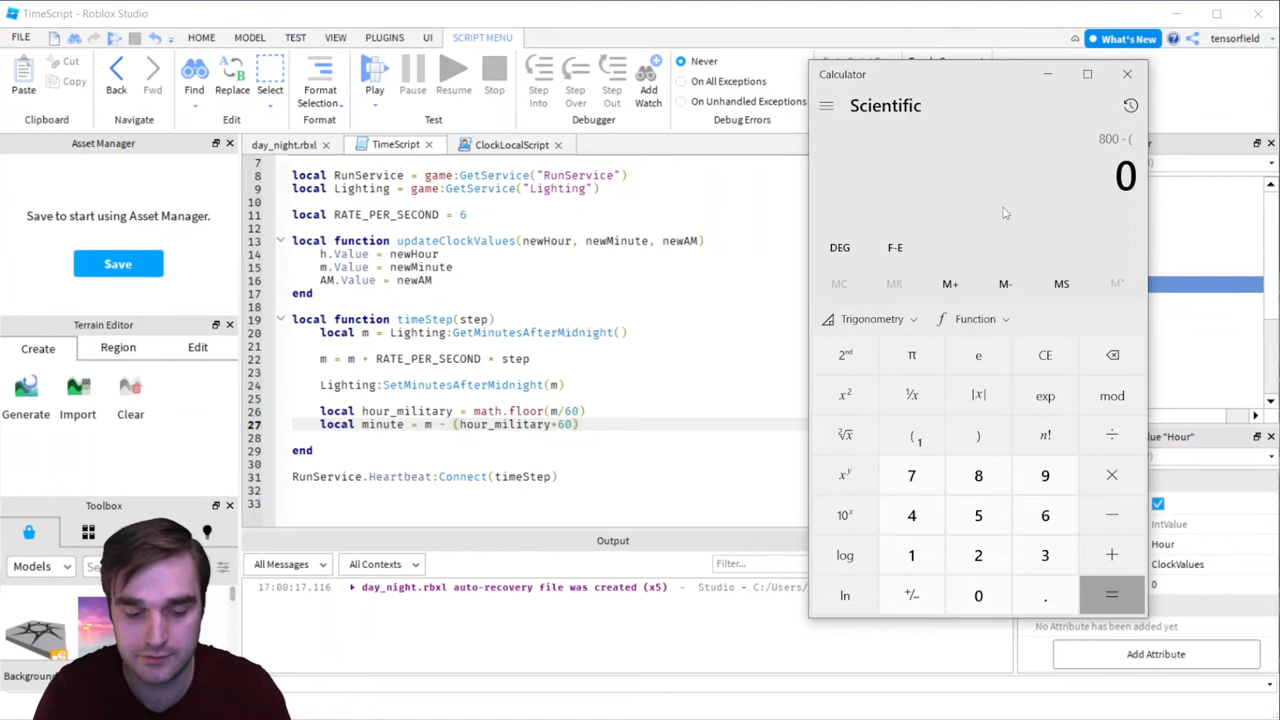 TimeScript - Roblox Studio
FILE HOME MODEL TEST VIEW PLUGINS UI SCRIPT MENU What's New tensorfield
Paste Cut Copy Back Fwd Find Replace Select Format Selection... Play Pause Resume Stop Step Into Step Over Step Out Add Watch
Never
On All Exceptions
On Unhandled Exceptions
Clipboard Navigate Edit Format Test Debugger Debug Errors
Asset Manager
Save to start using Asset Manager.
Save
Terrain Editor
Create Region Edit
Generate Import Clear
Toolbox
Models
Background
day_night.rbxl TimeScript ClockLocalScript
7
8 local RunService = game:GetService("RunService")
9 local Lighting = game:GetService("Lighting")
10
11 local RATE_PER_SECOND = 6
12
13 local function updateClockValues(newHour, newMinute, newAM)
14 h.Value = newHour
15 m.Value = newMinute
16 AM.Value = newAM
17 end
18
19 local function timeStep(step)
20 local m = Lighting:GetMinutesAfterMidnight()
21
22 m = m + RATE_PER_SECOND * step
23
24 Lighting:SetMinutesAfterMidnight(m)
25
26 local hour_military = math.floor(m/60)
27 local minute = m - (hour_military*60)
28
29 end
30
31 RunService.Heartbeat:Connect(timeStep)
32
33
Output
All Messages All Contexts Filter...
17:00:17.116 day_night.rbxl auto-recovery file was created (x5) - Studio - C:/Users/
Calculator
Scientific
800 - (
0
DEG F-E
MC MR M+ M- MS M˅
Trigonometry Function
2ⁿᵈ π e CE
x² ¹/x |x| exp mod
²√x (₁ ) n! ÷
xʸ 7 8 9 ×
10ˣ 4 5 6 −
log 1 2 3 +
ln +/− 0 . =
ue "Hour"
IntValue
Hour
ClockValues
0
No Attribute has been added yet
Add Attribute